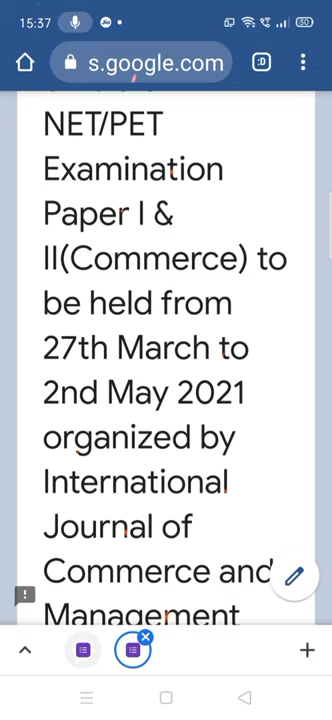 15:37
s.google.com
:D
NET/PET
Examination
Paper I &
II(Commerce) to
be held from
27th March to
2nd May 2021
organized by
International
Journal of
Commerce and
Management